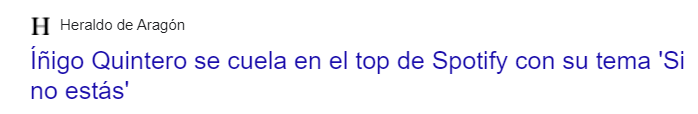 H Heraldo de Aragón
Íñigo Quintero se cuela en el top de Spotify con su tema 'Si
no estás'